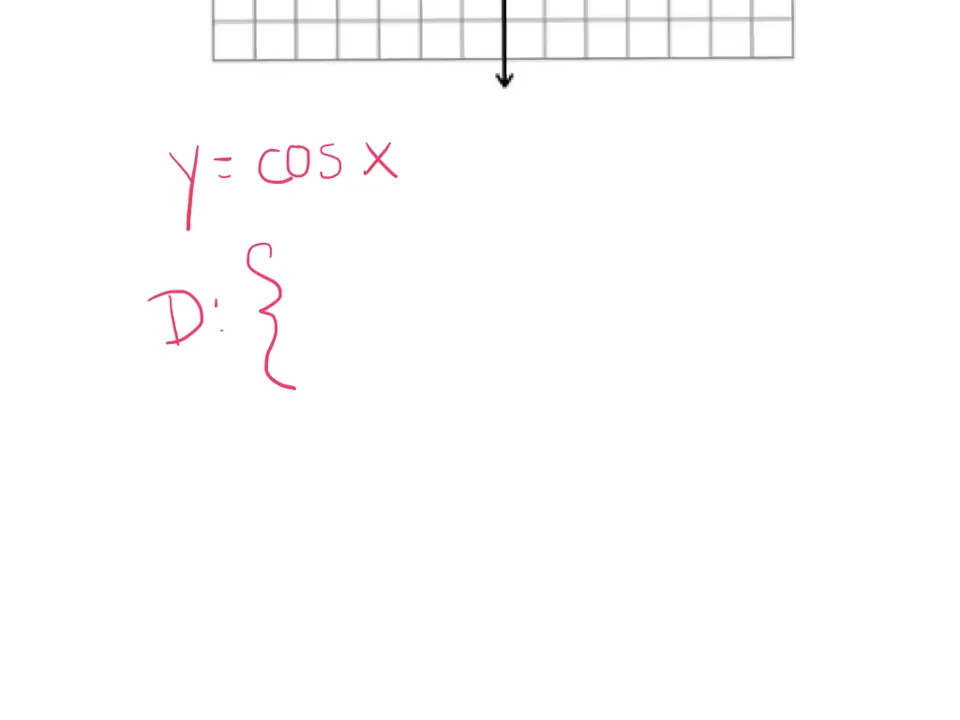 y = cos x
D: {